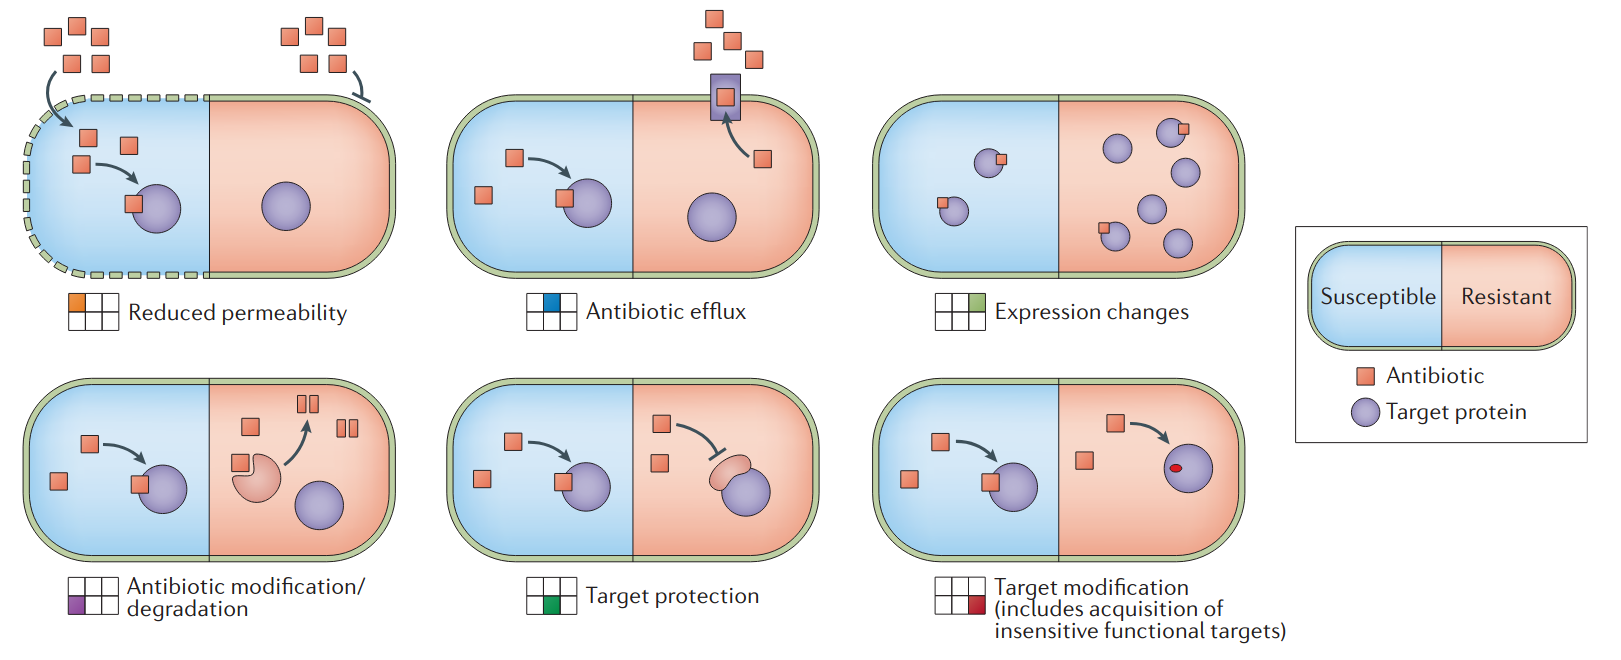 Reduced permeability
Antibiotic efflux
Expression changes
Susceptible
Resistant
Antibiotic
Target protein
Antibiotic modification/
degradation
Target protection
Target modification
(includes acquisition of
insensitive functional targets)